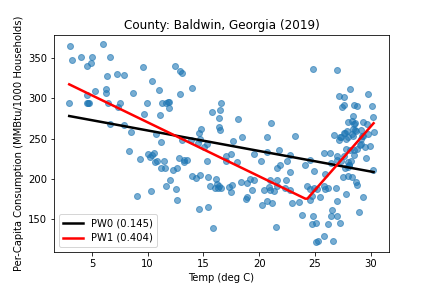 County: Baldwin, Georgia (2019)
Per-Capita Consumption (MMBtu/1000 Households)
350
300
250
200
150
PW0 (0.145)
PW1 (0.404)
5 10 15 20 25 30
Temp (deg C)